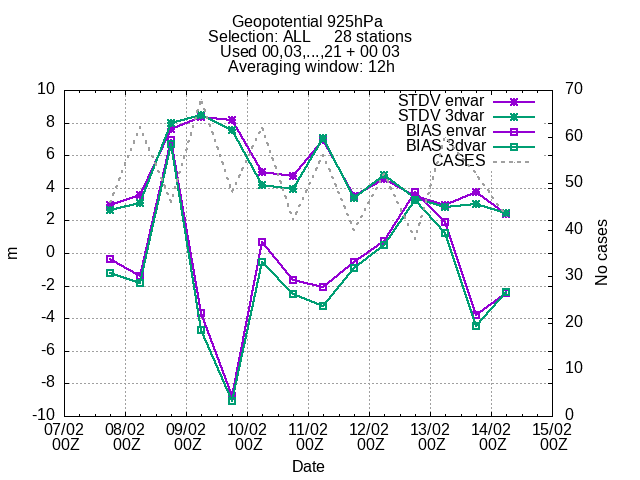 Geopotential 925hPa
Selection: ALL 28 stations
Used 00,03,...,21 + 00 03
Averaging window: 12h
STDV envar
STDV 3dvar
BIAS envar
BIAS 3dvar
CASES
10
8
6
4
2
0
-2
-4
-6
-8
-10
m
70
60
50
40
30
20
10
0
No cases
07/02 08/02 09/02 10/02 11/02 12/02 13/02 14/02 15/02
00Z 00Z 00Z 00Z 00Z 00Z 00Z 00Z 00Z
Date